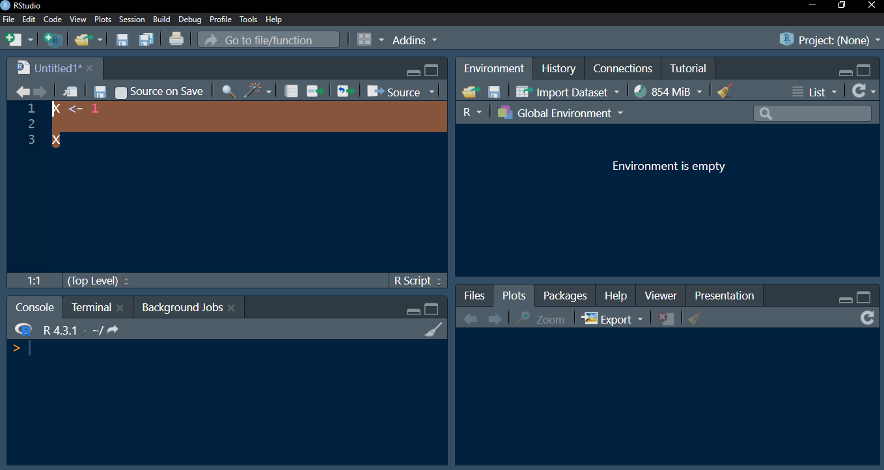 RStudio
File Edit Code View Plots Session Build Debug Profile Tools Help
Go to file/function Addins Project: (None)
Untitled1*
Source on Save Source
1 X <- 1
2
3 X
1:1 (Top Level) R Script
Console Terminal Background Jobs
R 4.3.1 · ~/
>
Environment History Connections Tutorial
Import Dataset 854 MiB List
R Global Environment
Environment is empty
Files Plots Packages Help Viewer Presentation
Zoom Export